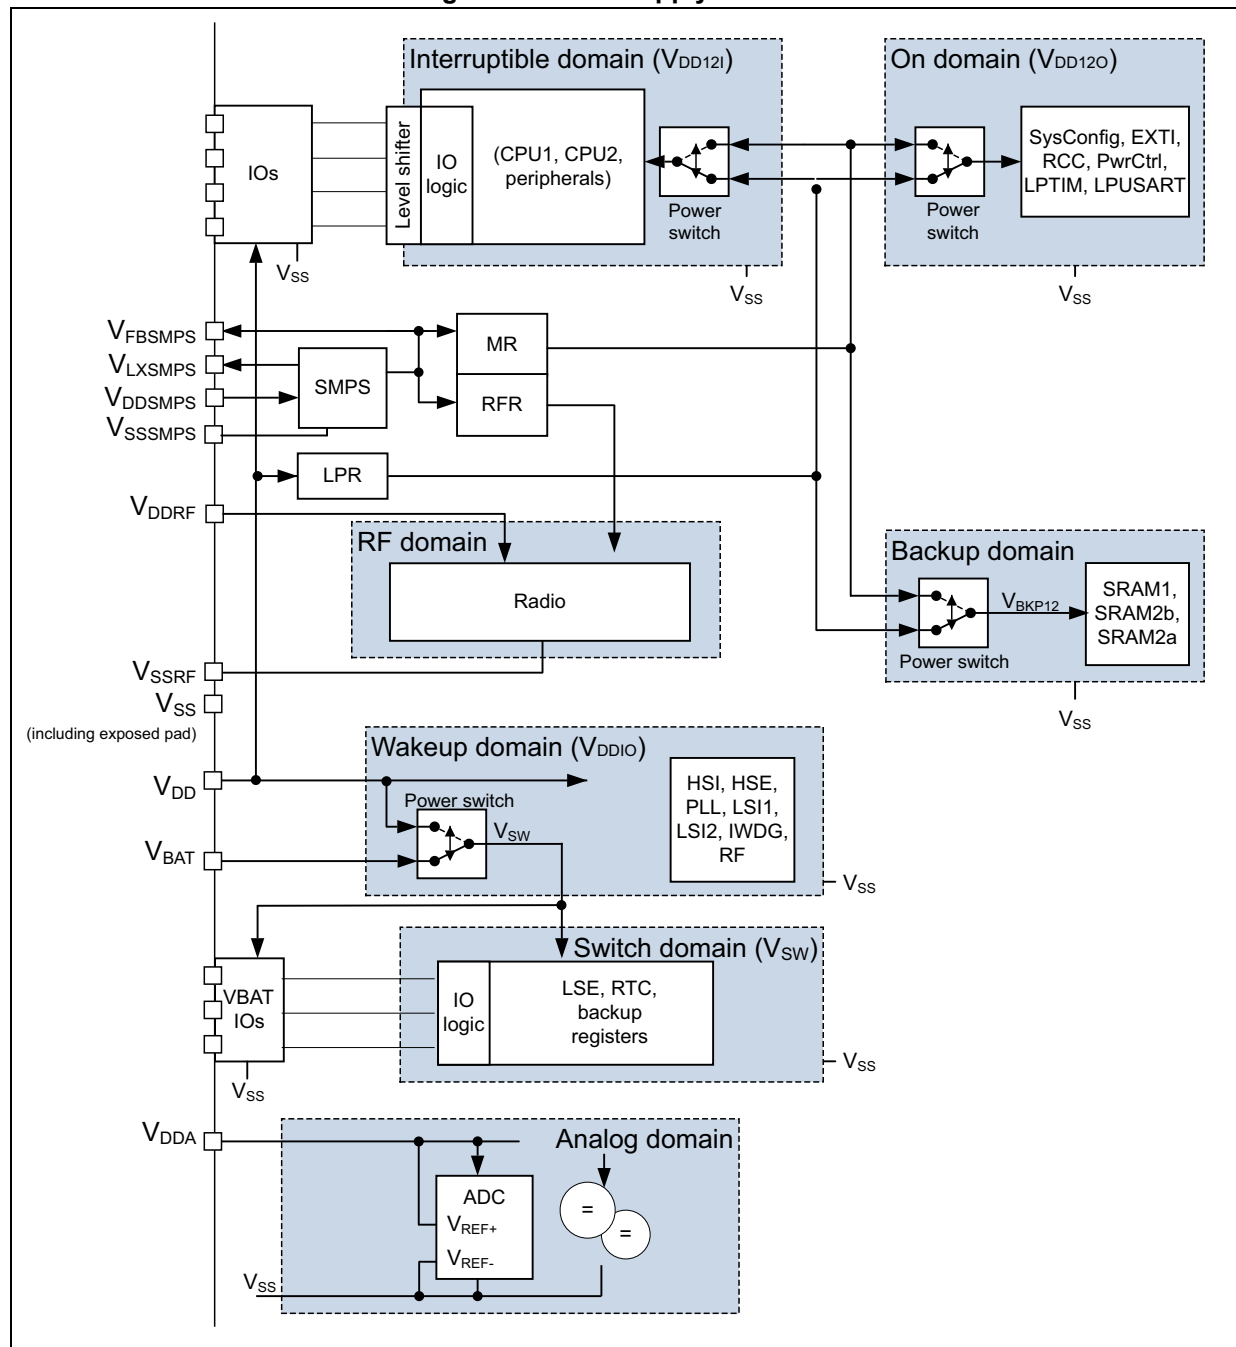 Interruptible domain (VDD12I)
On domain (VDD12O)
IOs
Level shifter
IO
logic
(CPU1, CPU2,
peripherals)
Power
switch
Power
switch
SysConfig, EXTI,
RCC, PwrCtrl,
LPTIM, LPUSART
VSS
VSS
VSS
VFBSMPS
VLXSMPS
VDDSMPS
VSSSMPS
SMPS
MR
RFR
LPR
VDDRF
RF domain
Radio
VSSRF
VSS
(including exposed pad)
Backup domain
VBKP12
Power switch
SRAM1,
SRAM2b,
SRAM2a
VSS
Wakeup domain (VDDIO)
VDD
Power switch
VSW
VBAT
HSI, HSE,
PLL, LSI1,
LSI2, IWDG,
RF
VSS
Switch domain (VSW)
VBAT
IOs
IO
logic
LSE, RTC,
backup
registers
VSS
VSS
VDDA
Analog domain
ADC
VREF+
VREF-
=
=
VSS